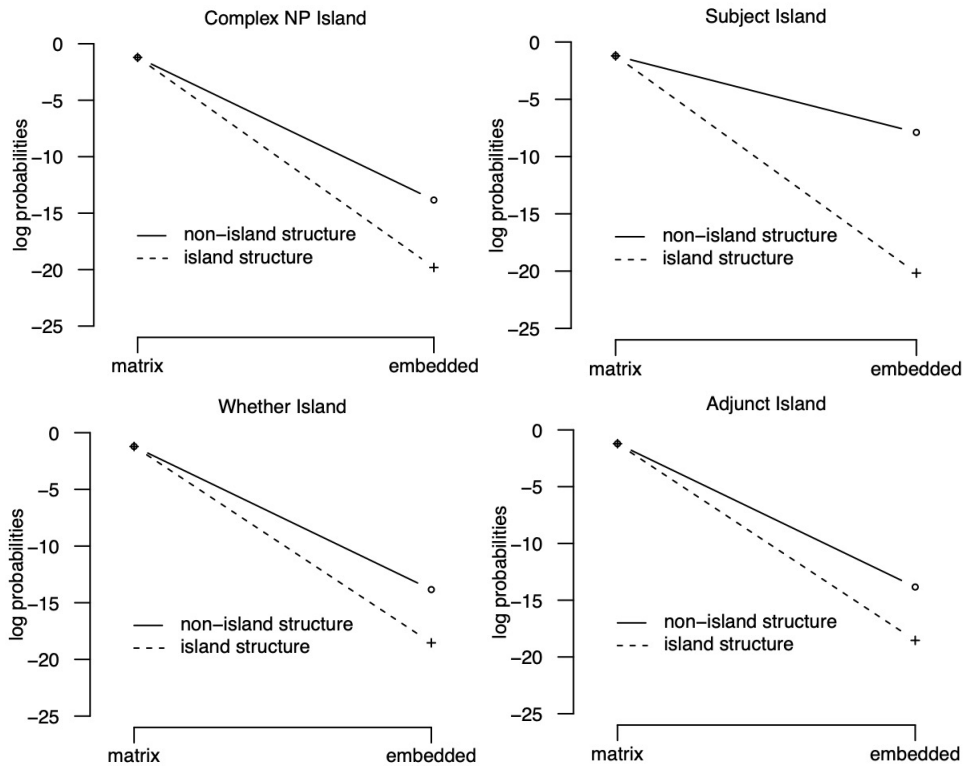 Complex NP Island
log probabilities
0
−5
−10
−15
−20
−25
non−island structure
island structure
matrix
embedded
Subject Island
log probabilities
0
−5
−10
−15
−20
−25
non−island structure
island structure
matrix
embedded
Whether Island
log probabilities
0
−5
−10
−15
−20
−25
non−island structure
island structure
matrix
embedded
Adjunct Island
log probabilities
0
−5
−10
−15
−20
−25
non−island structure
island structure
matrix
embedded